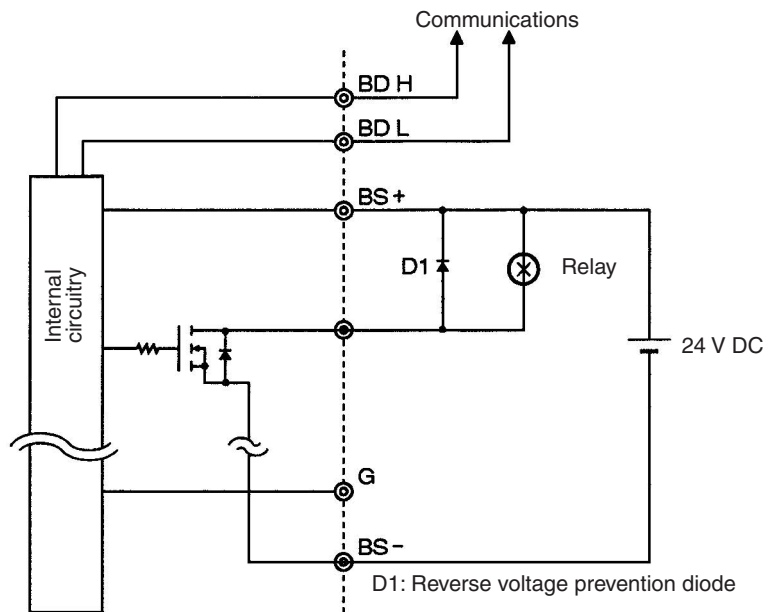 Communications
BD H
BD L
BS +
Internal
circuitry
D1
Relay
24 V DC
G
BS -
D1: Reverse voltage prevention diode